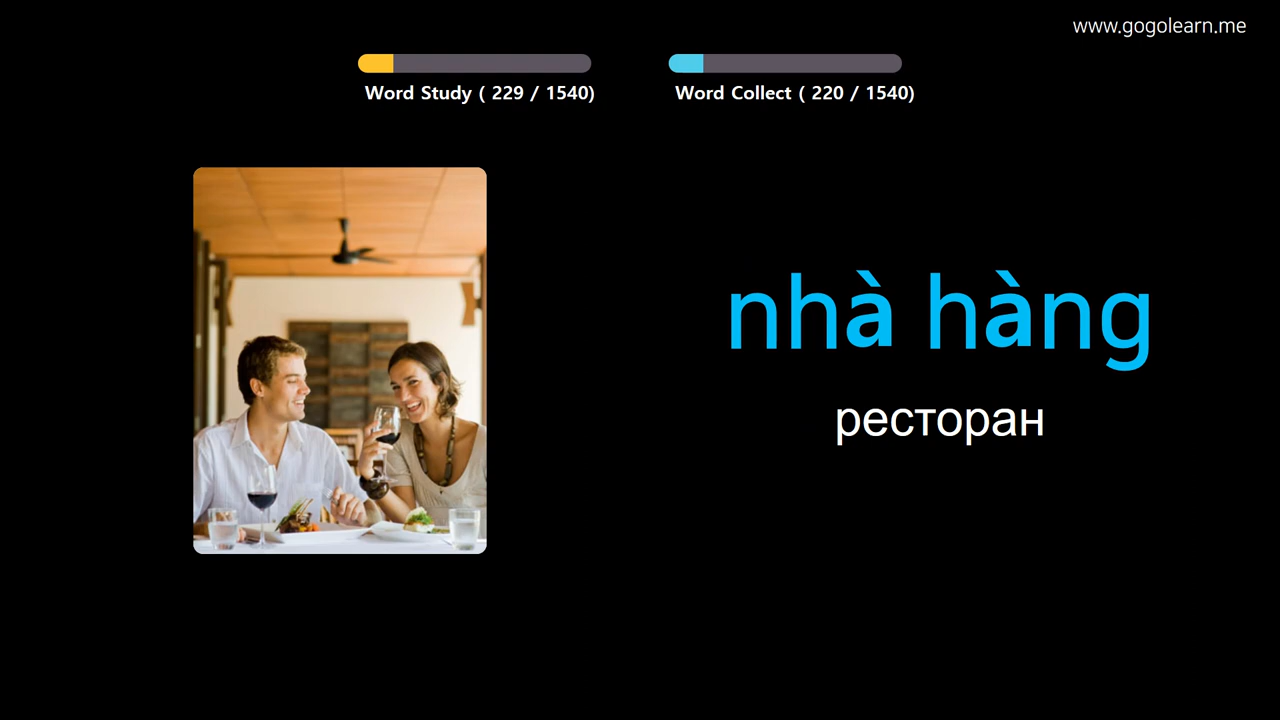 www.gogolearn.me
Word Study ( 229 / 1540)
Word Collect ( 220 / 1540)
nhà hàng
ресторан